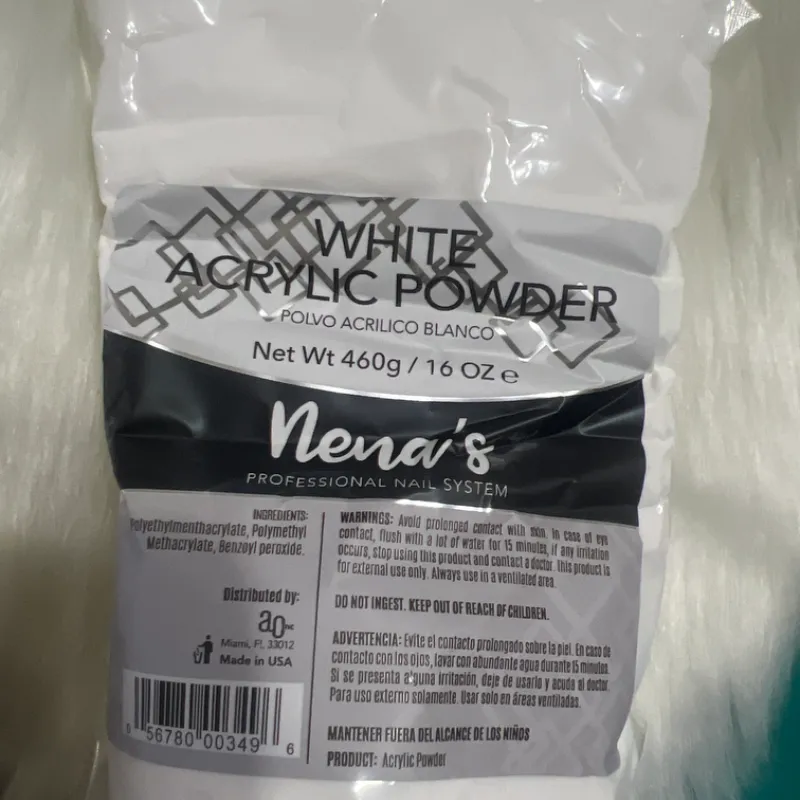 WHITE
ACRYLIC POWDER
POLVO ACRILICO BLANCO
Net Wt 460g / 16 OZ e
Nena's
PROFESSIONAL NAIL SYSTEM
INGREDIENTS:
Polyethylmenthacrylate, Polymethyl
Methacrylate, Benzoyl peroxide.
Distributed by:
ao INC
Miami, FL 33012
Made in USA
6 56780 00349 6
WARNINGS: Avoid prolonged contact with skin. In case of eye
contact, flush with a lot of water for 15 minutes, if any irritation
occurs, stop using this product and contact a doctor. This product is
for external use only. Always use in a ventilated area.
DO NOT INGEST. KEEP OUT OF REACH OF CHILDREN.
ADVERTENCIA: Evite el contacto prolongado sobre la piel. En caso de
contacto con los ojos, lavar con abundante agua durante 15 minutos.
Si se presenta alguna irritación, deje de usarlo y acuda al doctor.
Para uso externo solamente. Usar solo en áreas ventiladas.
MANTENER FUERA DEL ALCANCE DE LOS NIÑOS
PRODUCT: Acrylic Powder